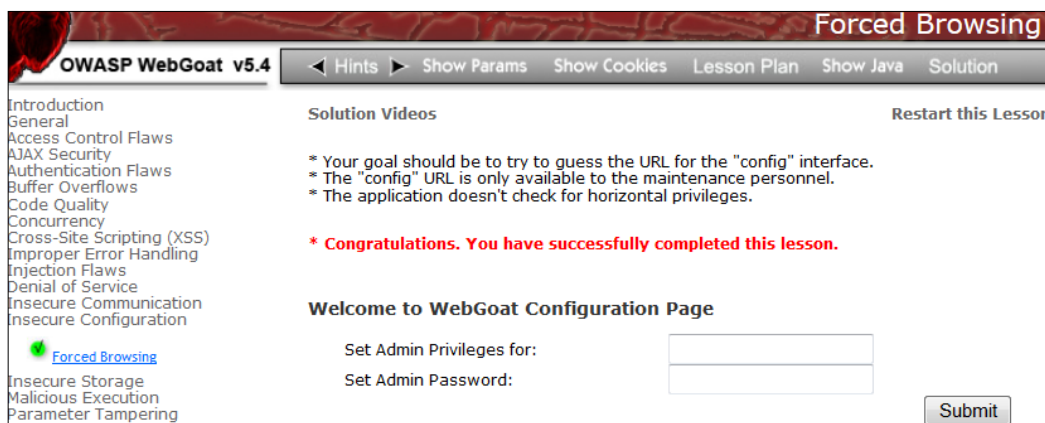 Forced Browsing
OWASP WebGoat v5.4
Hints Show Params Show Cookies Lesson Plan Show Java Solution
Introduction
General
Access Control Flaws
AJAX Security
Authentication Flaws
Buffer Overflows
Code Quality
Concurrency
Cross-Site Scripting (XSS)
Improper Error Handling
Injection Flaws
Denial of Service
Insecure Communication
Insecure Configuration
Forced Browsing
Insecure Storage
Malicious Execution
Parameter Tampering
Solution Videos Restart this Lesson
* Your goal should be to try to guess the URL for the "config" interface.
* The "config" URL is only available to the maintenance personnel.
* The application doesn't check for horizontal privileges.
* Congratulations. You have successfully completed this lesson.
Welcome to WebGoat Configuration Page
Set Admin Privileges for:
Set Admin Password:
Submit